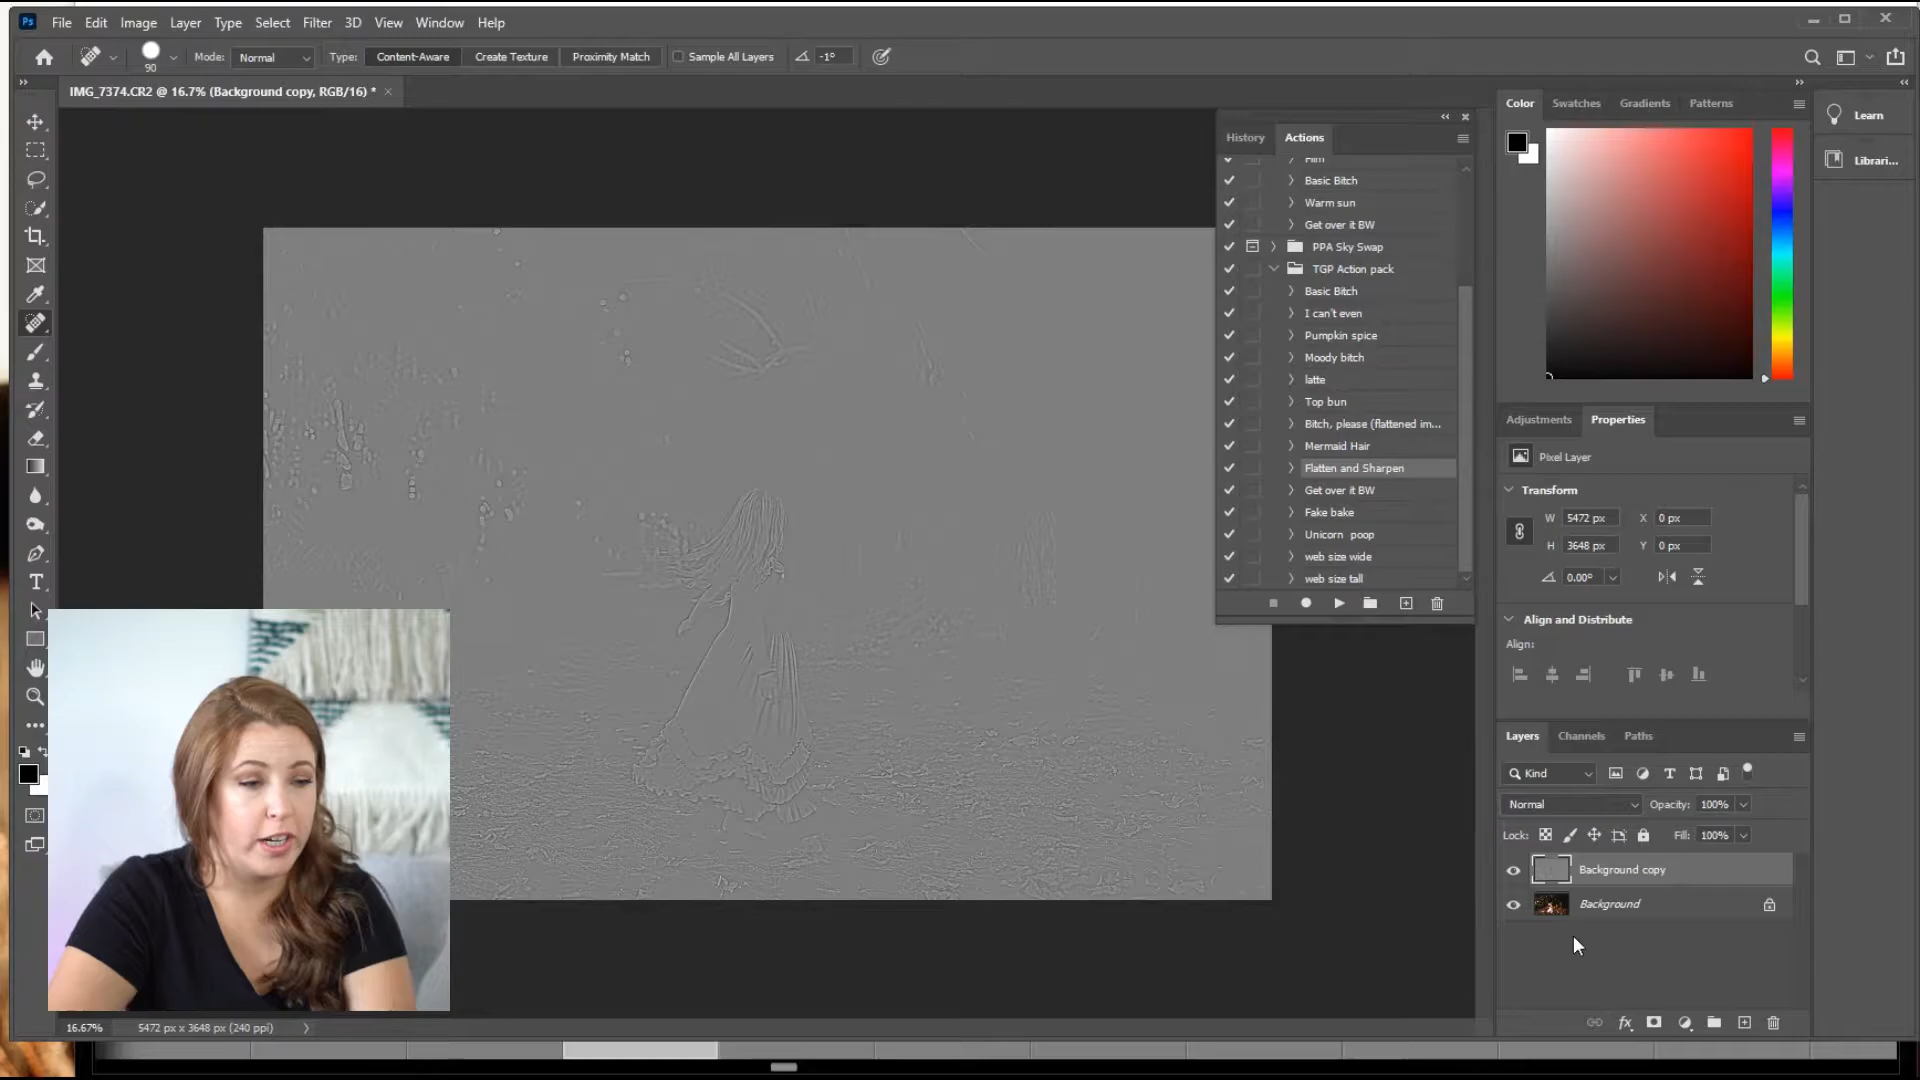 Ps File Edit Image Layer Type Select Filter 3D View Window Help
90 Mode: Normal Type: Content-Aware Create Texture Proximity Match Sample All Layers -1°
IMG_7374.CR2 @ 16.7% (Background copy, RGB/16) *
History Actions
Film
Basic Bitch
Warm sun
Get over it BW
PPA Sky Swap
TGP Action pack
Basic Bitch
I can't even
Pumpkin spice
Moody bitch
latte
Top bun
Bitch, please (flattened im...
Mermaid Hair
Flatten and Sharpen
Get over it BW
Fake bake
Unicorn poop
web size wide
web size tall
Color Swatches Gradients Patterns
Learn
Librari...
Adjustments Properties
Pixel Layer
Transform
W 5472 px X 0 px
H 3648 px Y 0 px
0.00°
Align and Distribute
Align:
Layers Channels Paths
Kind
Normal Opacity: 100%
Lock: Fill: 100%
Background copy
Background
16.67% 5472 px x 3648 px (240 ppi)